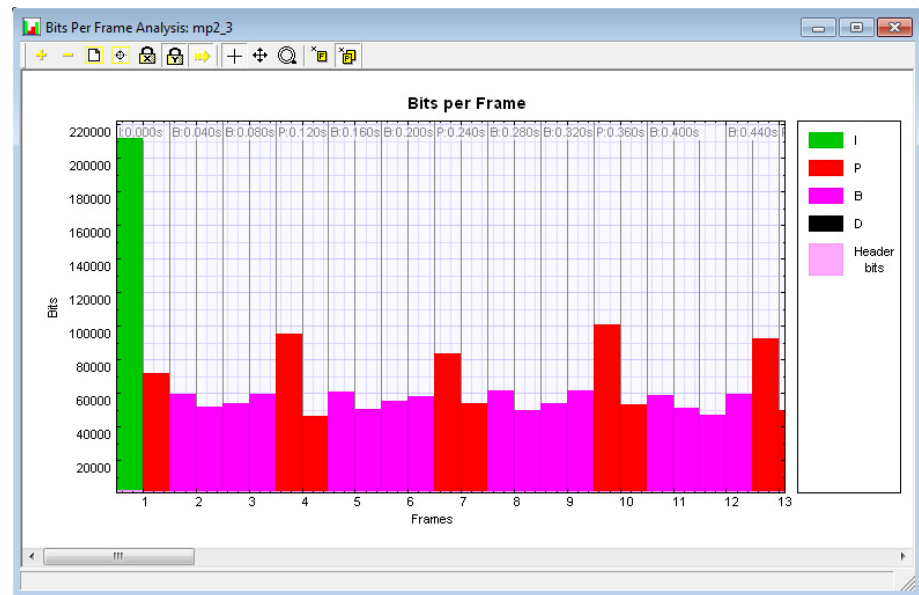 Bits Per Frame Analysis: mp2_3
Bits per Frame
I:0.000s B:0.040s B:0.080s P:0.120s B:0.160s B:0.200s P:0.240s B:0.280s B:0.320s P:0.360s B:0.400s B:0.440s
220000
200000
180000
160000
140000
120000
100000
80000
60000
40000
20000
Bits
1 2 3 4 5 6 7 8 9 10 11 12 13
Frames
I
P
B
D
Header
bits